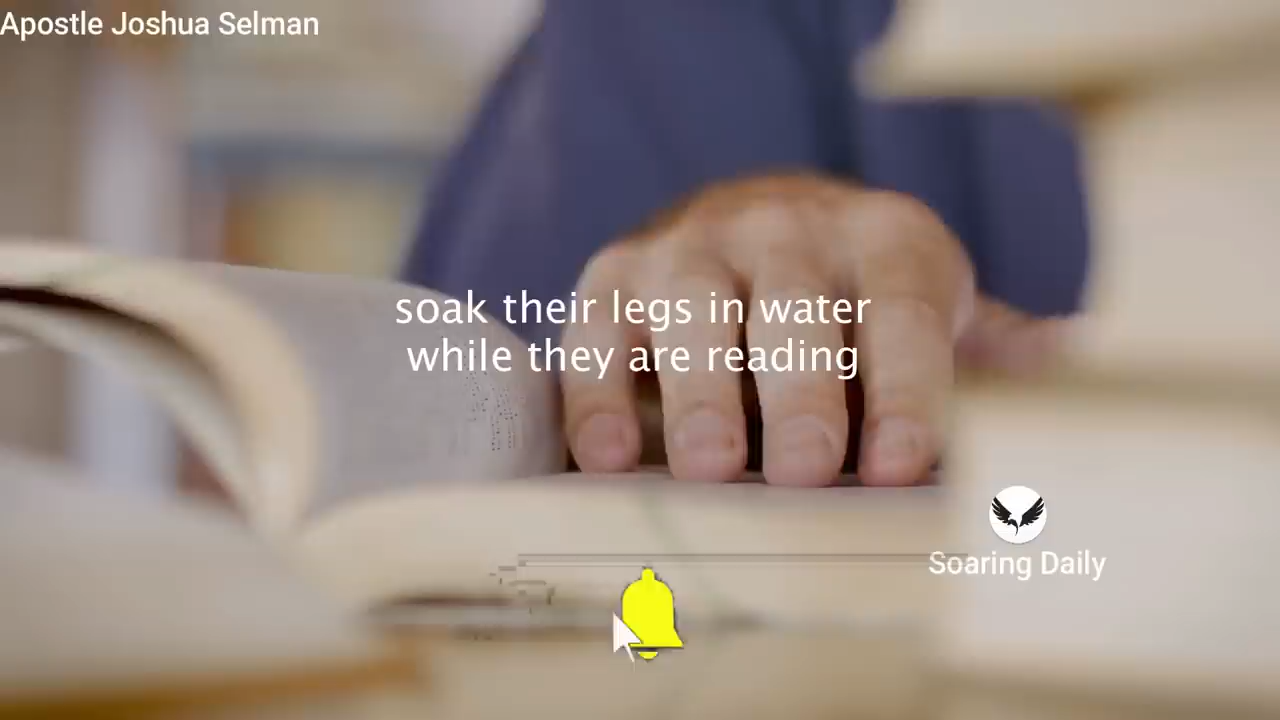 Apostle Joshua Selman
soak their legs in water
while they are reading
Soaring Daily